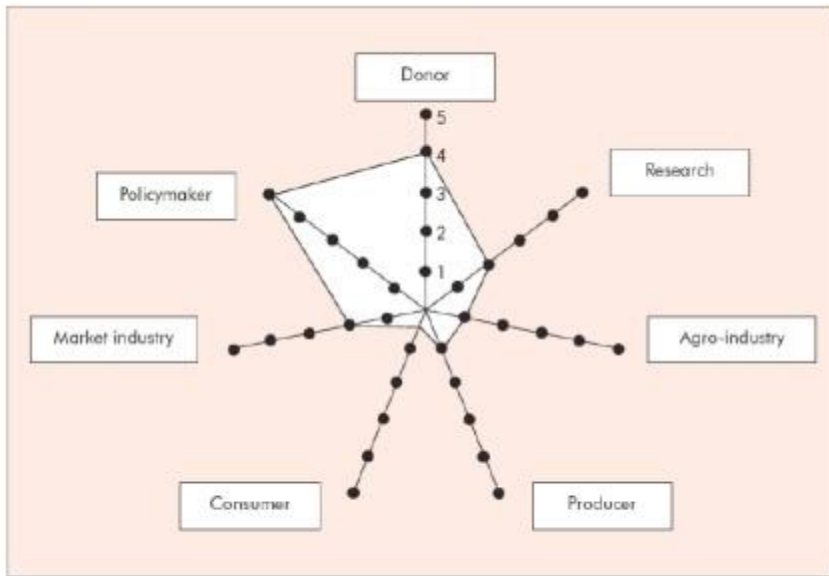 Donor
5
4
Research
Policymaker
3
2
1
Market industry
Agro-industry
Consumer
Producer